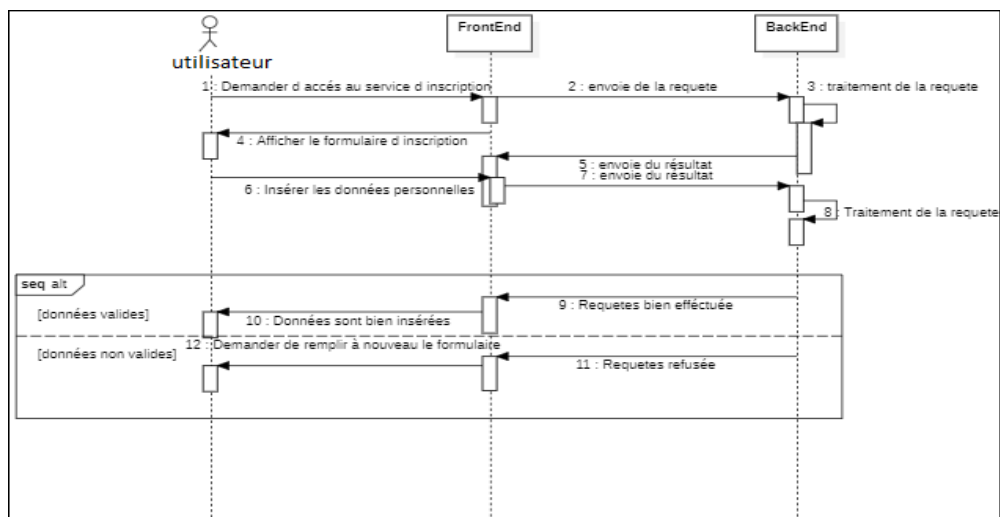 FrontEnd
BackEnd
utilisateur
1 : Demander d accés au service d inscription
2 : envoie de la requete
3 : traitement de la requete
4 : Afficher le formulaire d inscription
5 : envoie du résultat
7 : envoie du résultat
6 : Insérer les données personnelles
8 : Traitement de la requete
seq alt
[données valides]
9 : Requetes bien efféctuée
10 : Données sont bien insérées
12 : Demander de remplir à nouveau le formulaire
[données non valides]
11 : Requetes refusée